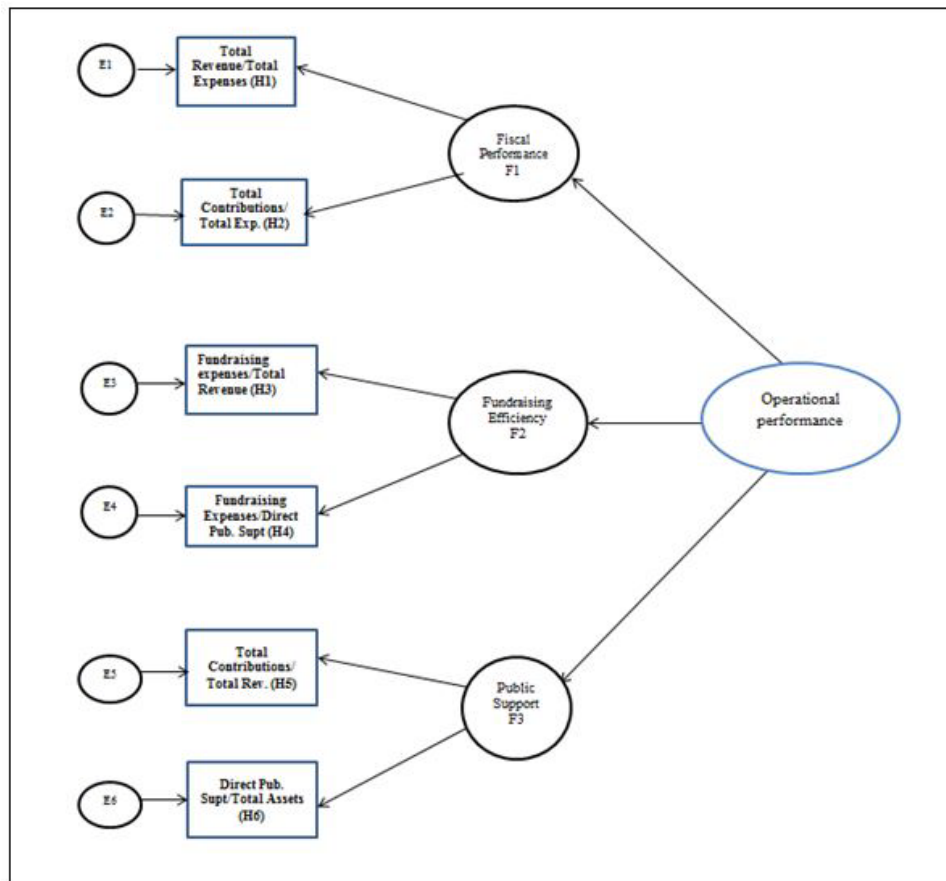 E1
Total
Revenue/Total
Expenses (H1)
Fiscal
Performance
F1
E2
Total
Contributions/
Total Exp. (H2)
E3
Fundraising
expenses/Total
Revenue (H3)
Fundraising
Efficiency
F2
Operational
performance
E4
Fundraising
Expenses/Direct
Pub. Supt (H4)
E5
Total
Contributions/
Total Rev. (H5)
Public
Support
F3
E6
Direct Pub.
Supt/Total Assets
(H6)